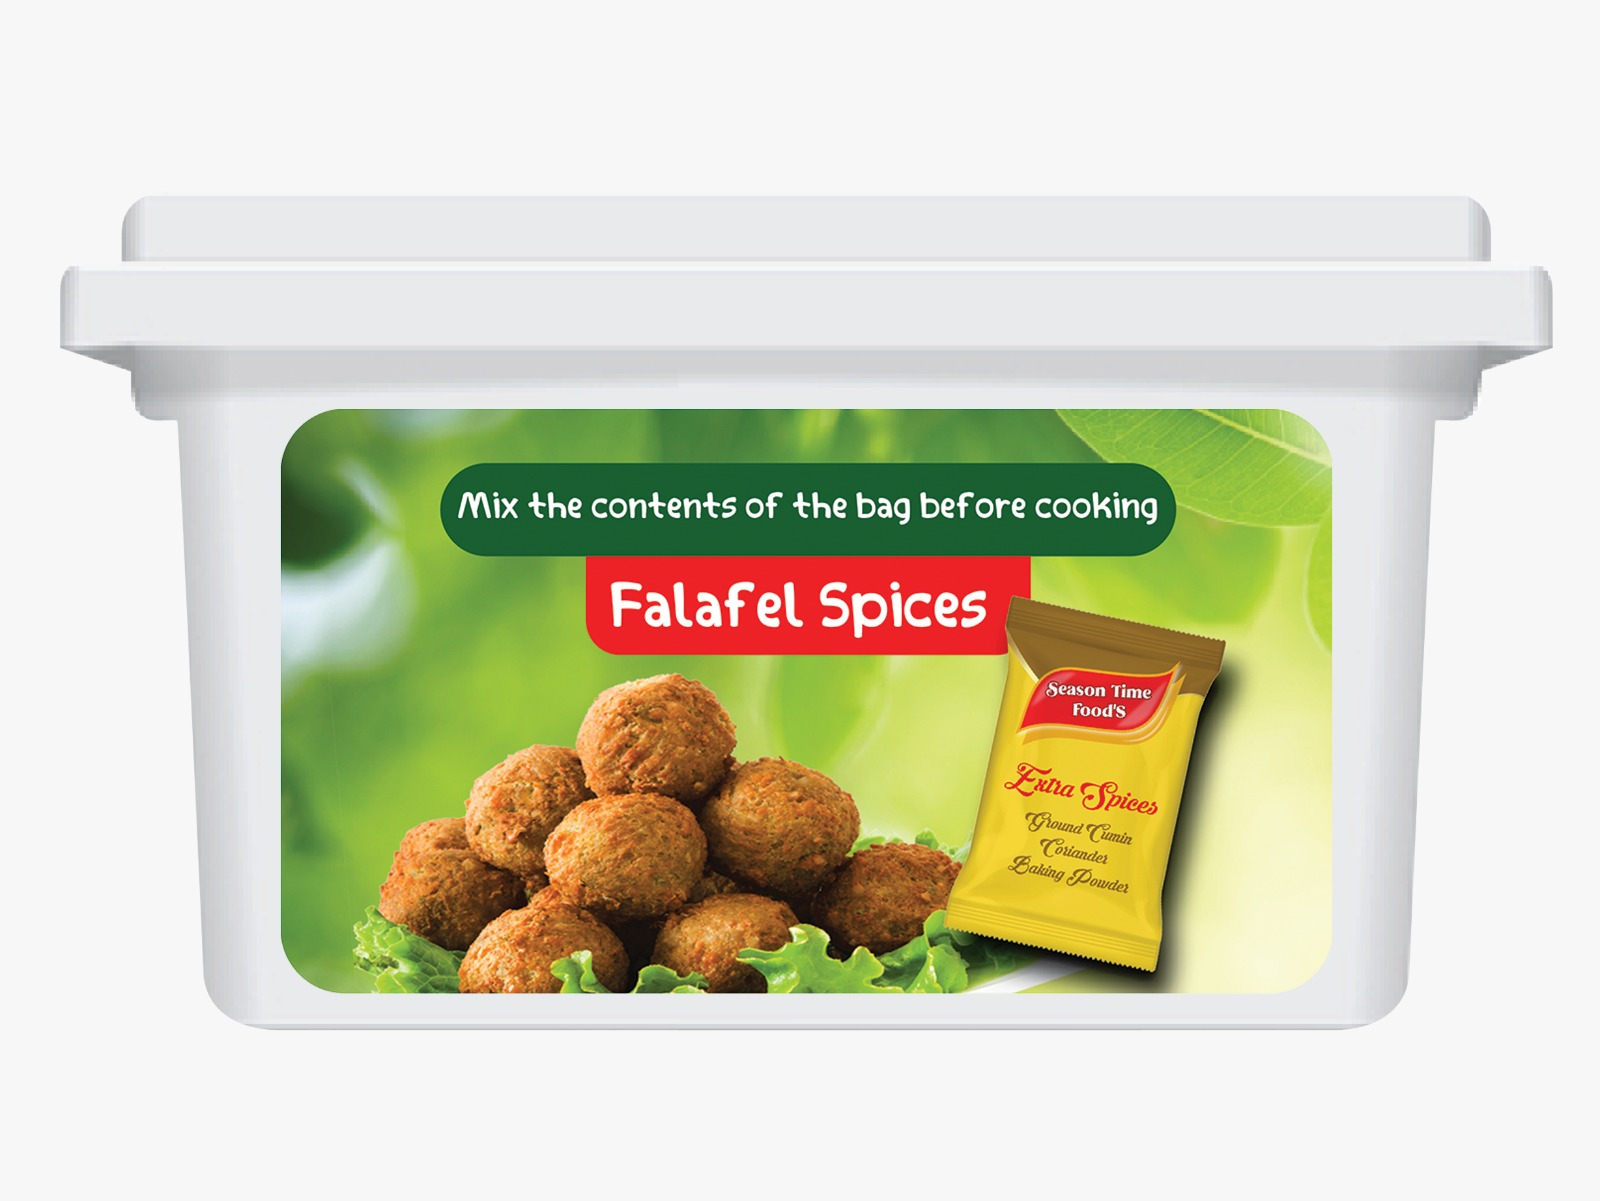 Mix the contents of the bag before cooking
Falafel Spices
Season Time
Food'S
Extra Spices
Ground Cumin
Coriander
Baking Powder